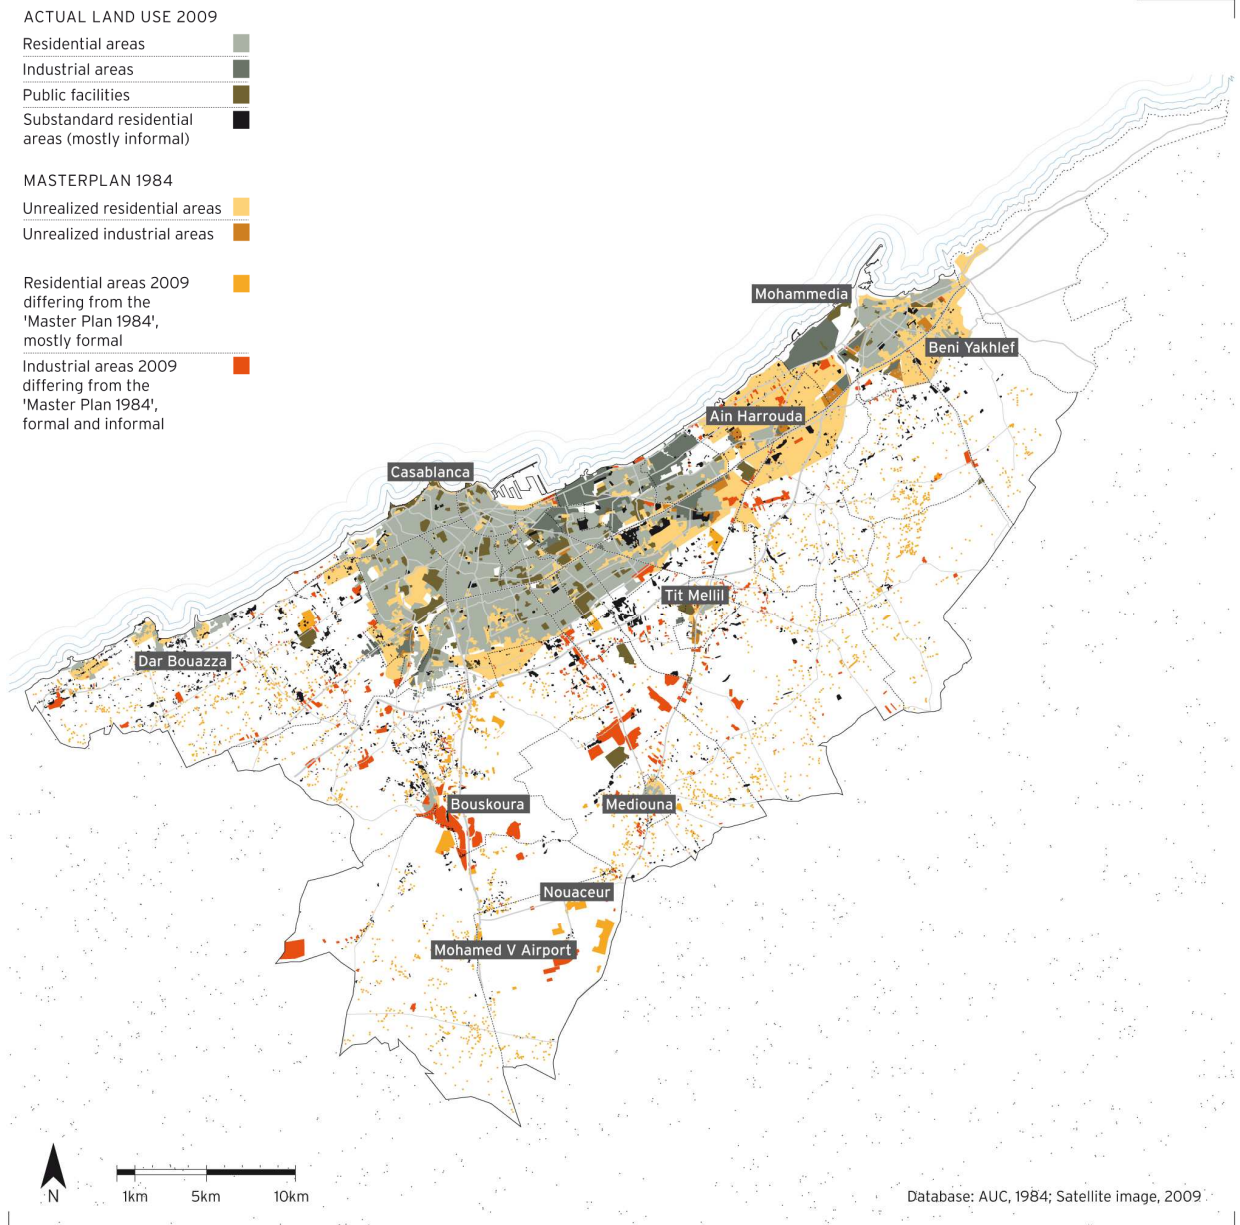 ACTUAL LAND USE 2009
Residential areas
Industrial areas
Public facilities
Substandard residential
areas (mostly informal)
MASTERPLAN 1984
Unrealized residential areas
Unrealized industrial areas
Residential areas 2009
differing from the
'Master Plan 1984',
mostly formal
Industrial areas 2009
differing from the
'Master Plan 1984',
formal and informal
Mohammedia
Beni Yakhlef
Ain Harrouda
Casablanca
Tit Mellil
Dar Bouazza
Bouskoura
Mediouna
Nouaceur
Mohamed V Airport
N
1km 5km 10km
Database: AUC, 1984; Satellite image, 2009